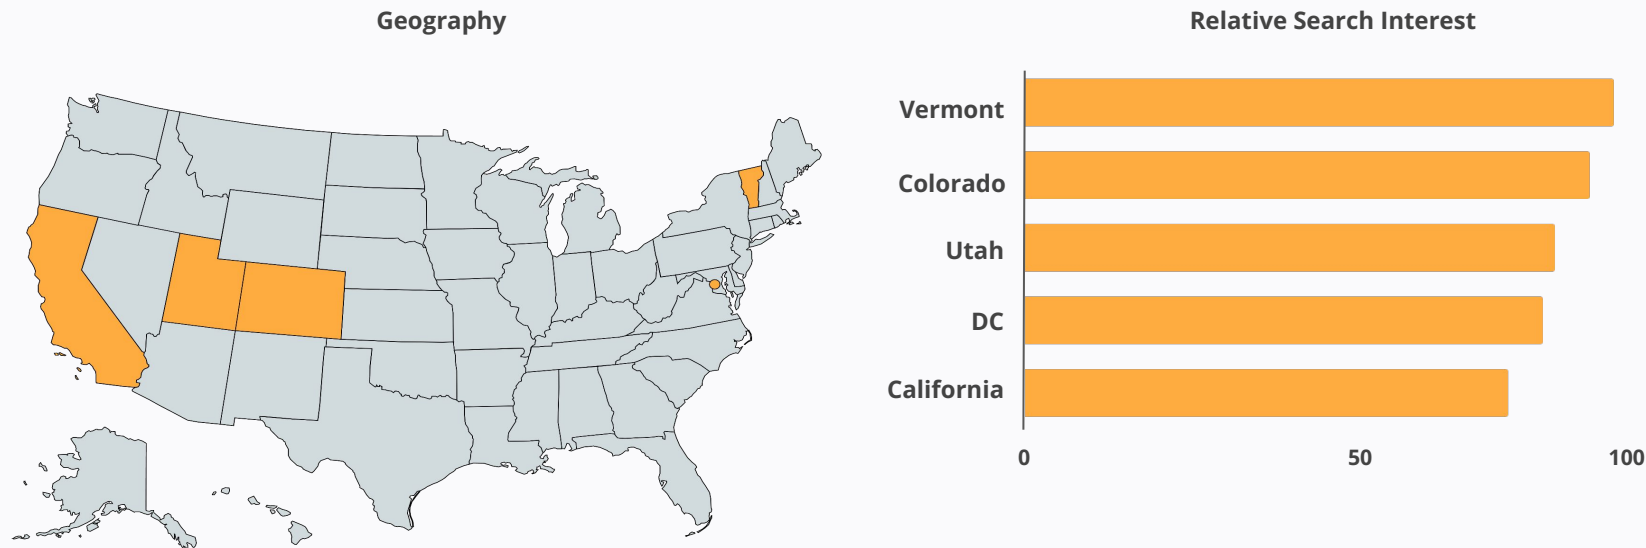 Geography
Relative Search Interest
Vermont
Colorado
Utah
DC
California
0 50 100